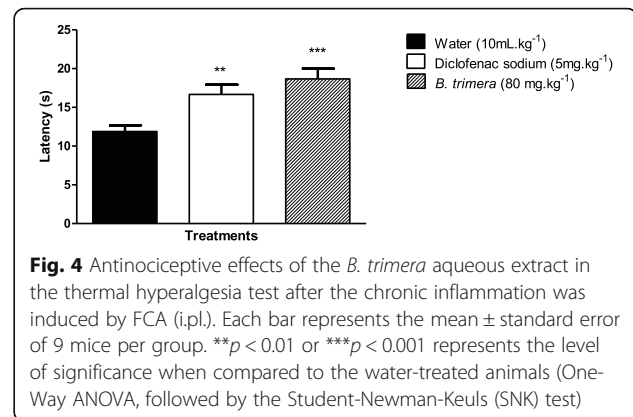 25
20
15
10
5
0
Latency (s)
**
***
Treatments
Water (10mL.kg⁻¹)
Diclofenac sodium (5mg.kg⁻¹)
B. trimera (80 mg.kg⁻¹)
Fig. 4 Antinociceptive effects of the B. trimera aqueous extract in
the thermal hyperalgesia test after the chronic inflammation was
induced by FCA (i.pl.). Each bar represents the mean ± standard error
of 9 mice per group. **p < 0.01 or ***p < 0.001 represents the level
of significance when compared to the water-treated animals (One-
Way ANOVA, followed by the Student-Newman-Keuls (SNK) test)